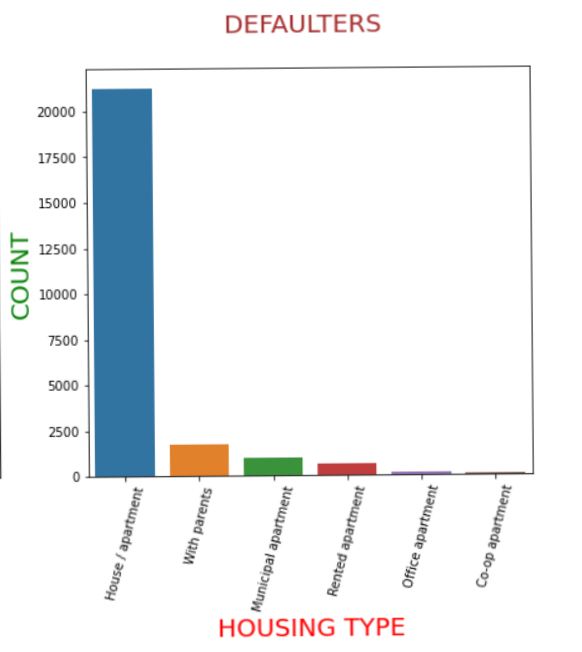 DEFAULTERS
20000
17500
15000
12500
10000
7500
5000
2500
0
COUNT
House / apartment
With parents
Municipal apartment
Rented apartment
Office apartment
Co-op apartment
HOUSING TYPE